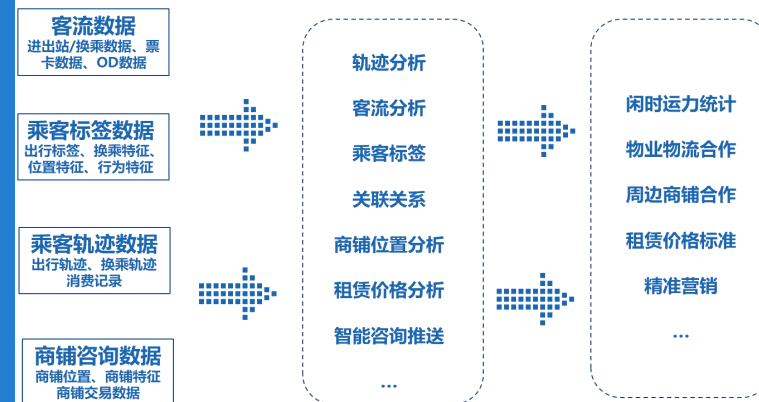 客流数据
进出站/换乘数据、票
卡数据、OD数据
乘客标签数据
出行标签、换乘特征、
位置特征、行为特征
乘客轨迹数据
出行轨迹、换乘轨迹
消费记录
商铺咨询数据
商铺位置、商铺特征
商铺交易数据
轨迹分析
客流分析
乘客标签
关联关系
商铺位置分析
租赁价格分析
智能咨询推送
...
闲时运力统计
物业物流合作
周边商铺合作
租赁价格标准
精准营销
...